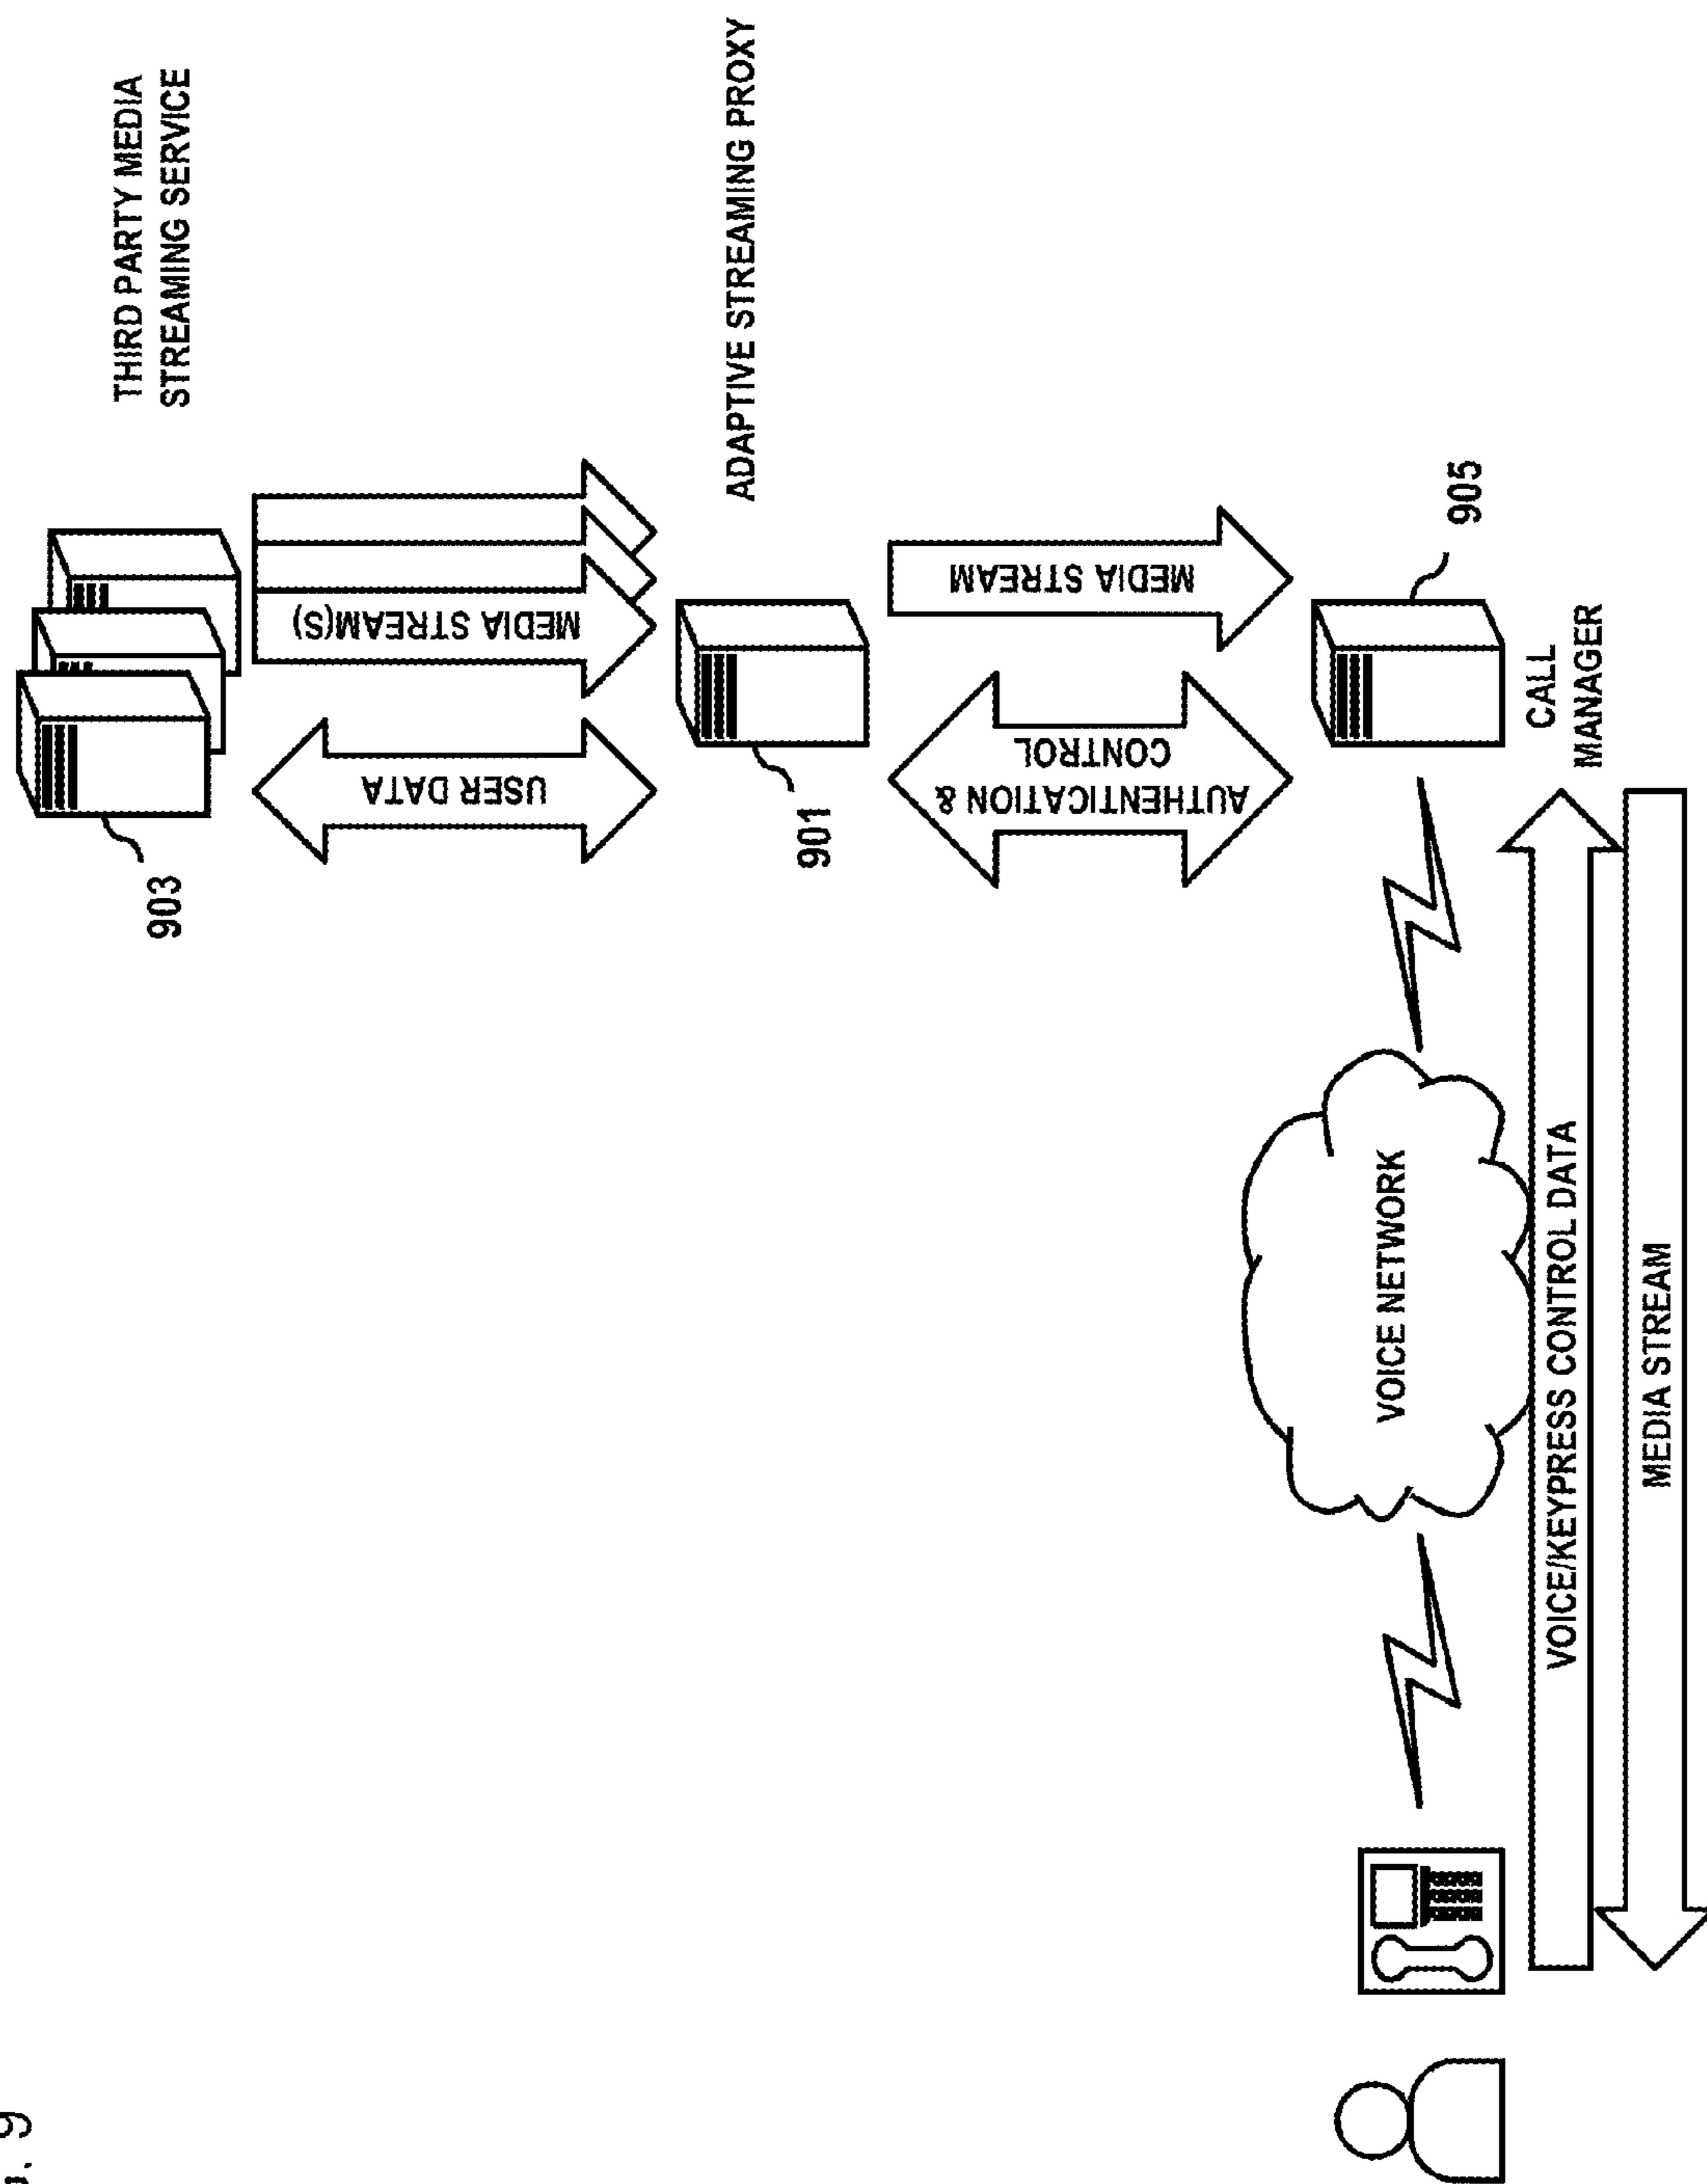 9
903
THIRD PARTY MEDIA
STREAMING SERVICE
USER DATA
MEDIA STREAM(S)
901
ADAPTIVE STREAMING PROXY
AUTHENTICATION &
CONTROL
MEDIA STREAM
905
CALL
MANAGER
VOICE NETWORK
VOICE/KEYPRESS CONTROL DATA
MEDIA STREAM